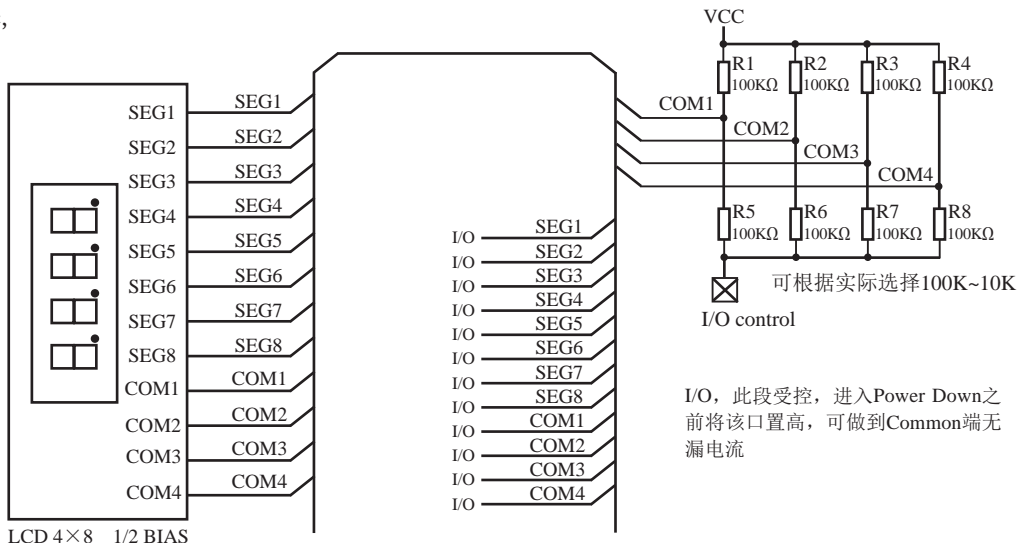 ,
VCC
R1
100KΩ
R2
100KΩ
R3
100KΩ
R4
100KΩ
COM1
COM2
COM3
COM4
R5
100KΩ
R6
100KΩ
R7
100KΩ
R8
100KΩ
可根据实际选择100K~10K
I/O control
I/O，此段受控，进入Power Down之
前将该口置高，可做到Common端无
漏电流
SEG1 SEG1
SEG2 SEG2
SEG3 SEG3
SEG4 SEG4
SEG5 SEG5
SEG6 SEG6
SEG7 SEG7
SEG8 SEG8
COM1 COM1
COM2 COM2
COM3 COM3
COM4 COM4
I/O SEG1
I/O SEG2
I/O SEG3
I/O SEG4
I/O SEG5
I/O SEG6
I/O SEG7
I/O SEG8
I/O COM1
I/O COM2
I/O COM3
I/O COM4
LCD 4×8 1/2 BIAS